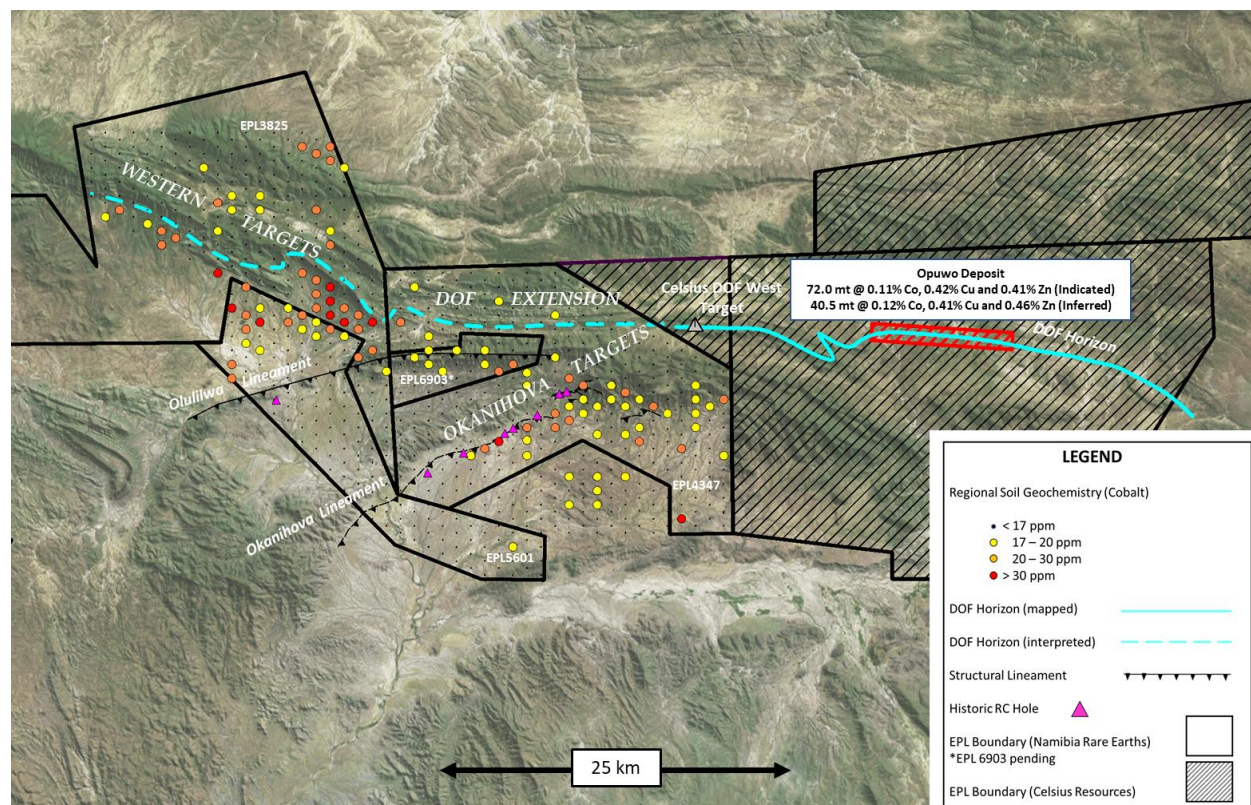 EPL3825
WESTERN TARGETS
DOF EXTENSION
Celsius DOF West
Target
Opuwo Deposit
72.0 mt @ 0.11% Co, 0.42% Cu and 0.41% Zn (Indicated)
40.5 mt @ 0.12% Co, 0.41% Cu and 0.46% Zn (Inferred)
DOF Horizon
Olulilwa Lineament
EPL6903*
OKANIHOVA TARGETS
EPL4347
Okanihova Lineament
EPL5601
25 km
LEGEND
Regional Soil Geochemistry (Cobalt)
< 17 ppm
17 – 20 ppm
20 – 30 ppm
> 30 ppm
DOF Horizon (mapped)
DOF Horizon (interpreted)
Structural Lineament
Historic RC Hole
EPL Boundary (Namibia Rare Earths)
*EPL 6903 pending
EPL Boundary (Celsius Resources)